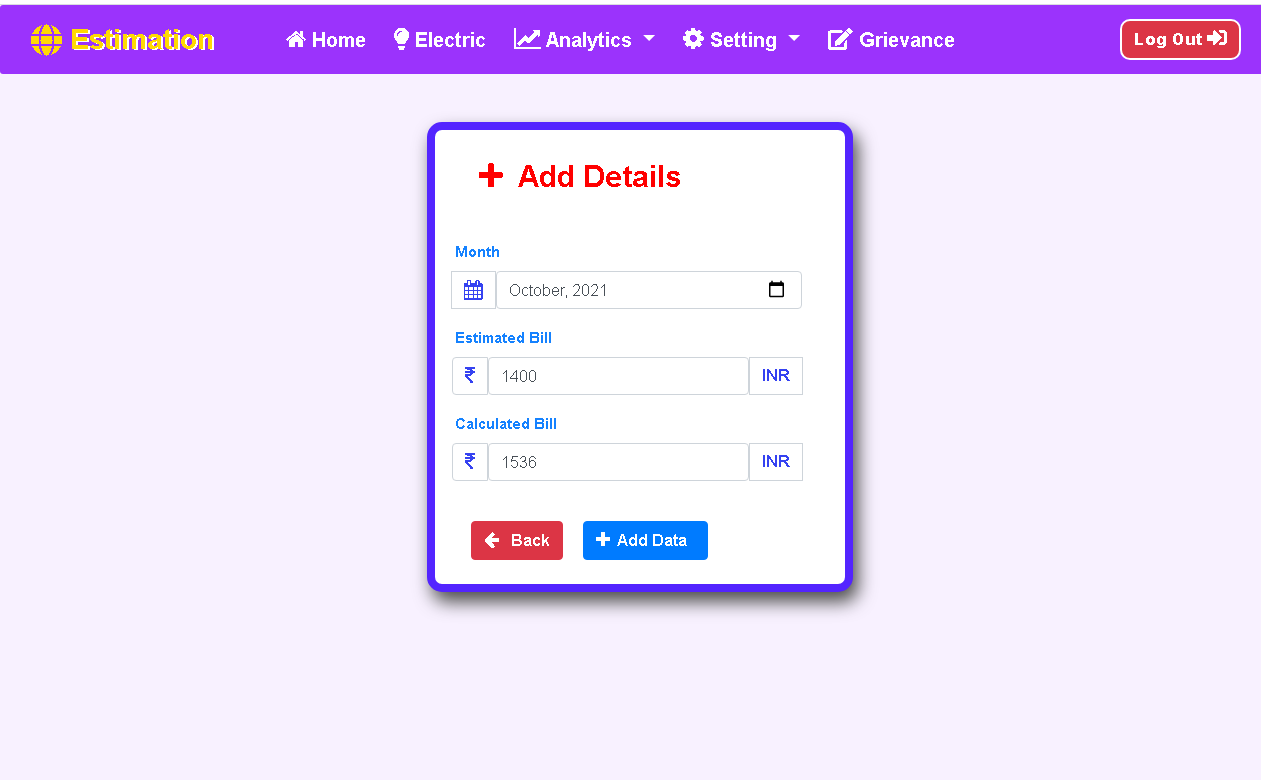 Estimation Home Electric Analytics Setting Grievance Log Out
Add Details
Month
October, 2021
Estimated Bill
₹ 1400 INR
Calculated Bill
₹ 1536 INR
Back Add Data